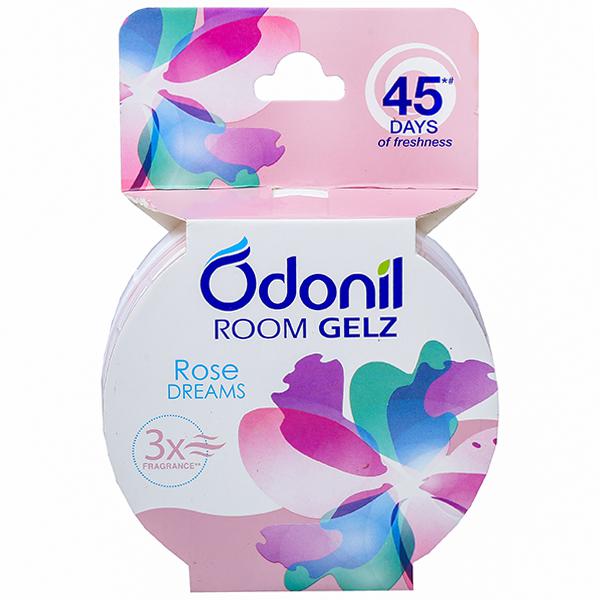 45*#
DAYS
of freshness
Odonil
ROOM GELZ
Rose
DREAMS
3x
FRAGRANCE**